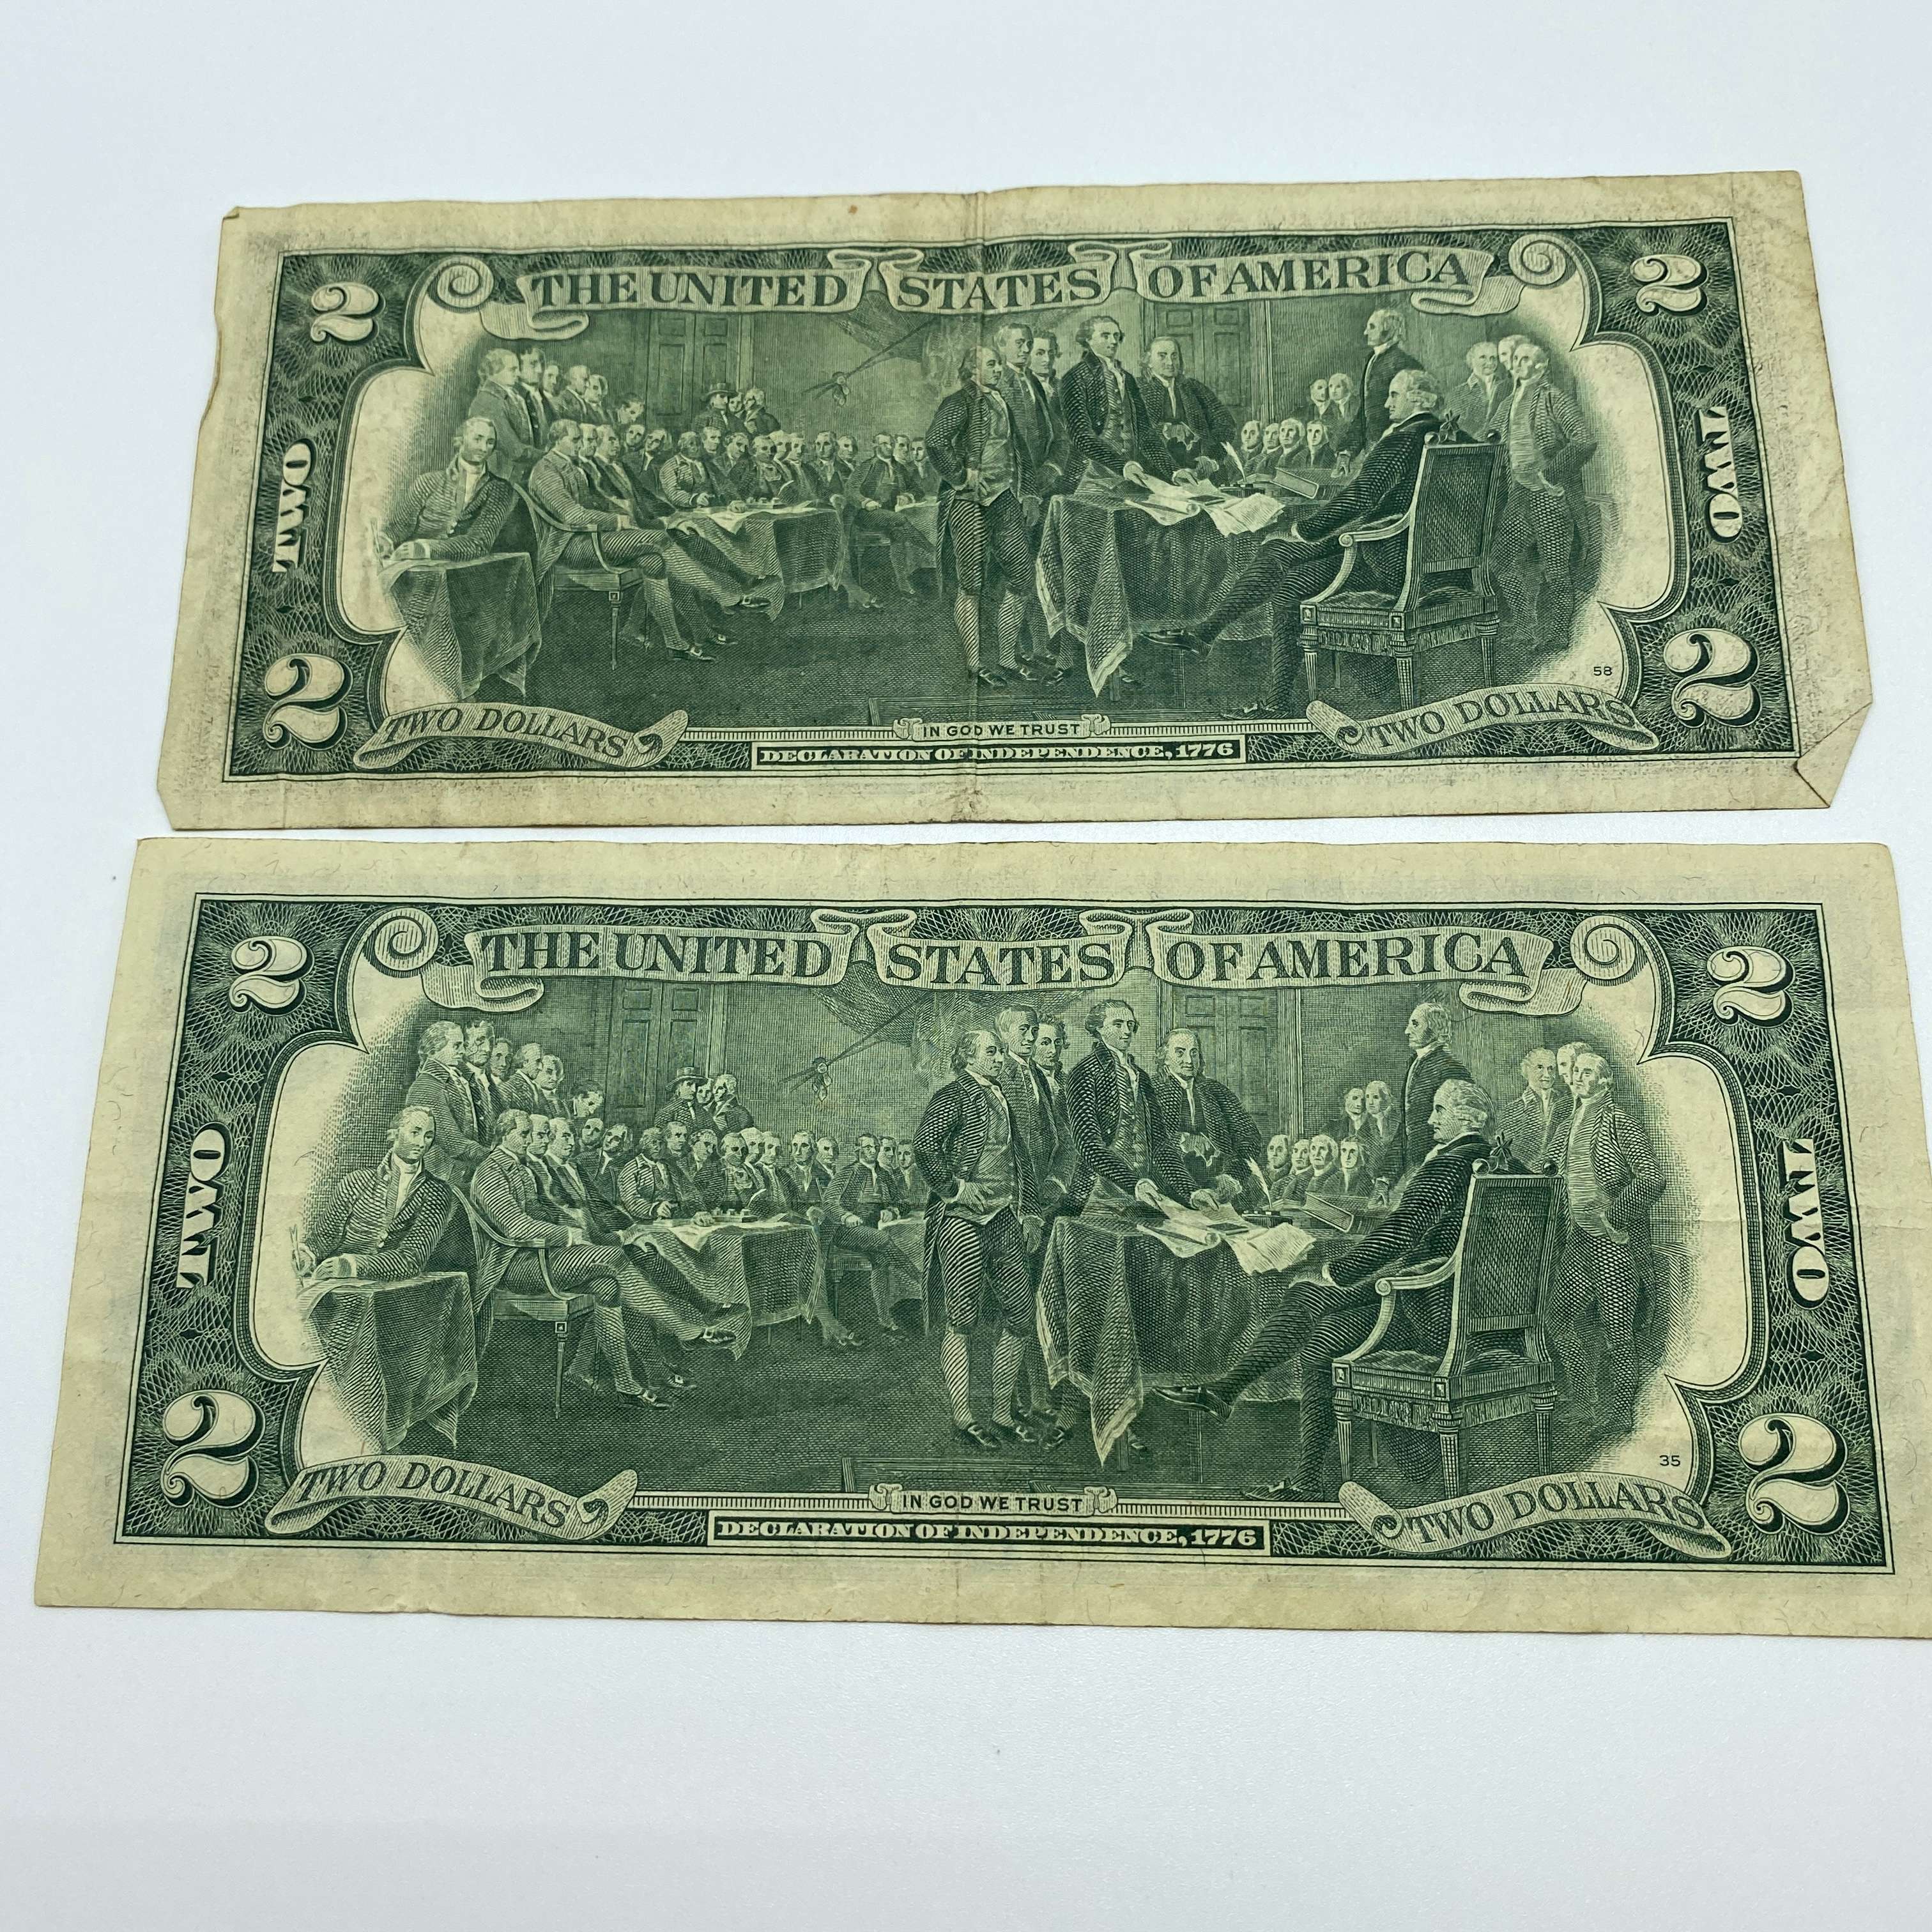 THE UNITED STATES OF AMERICA
2 2
TWO TWO
58
2 2
TWO DOLLARS TWO DOLLARS
IN GOD WE TRUST
DECLARATION OF INDEPENDENCE, 1776
THE UNITED STATES OF AMERICA
2 2
TWO TWO
35
2 2
TWO DOLLARS TWO DOLLARS
IN GOD WE TRUST
DECLARATION OF INDEPENDENCE, 1776